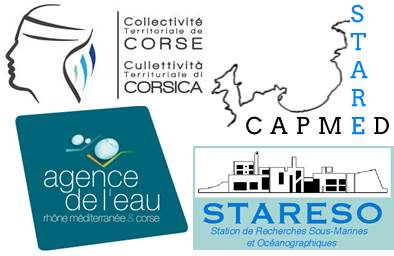 Collectivité
Territoriale de
CORSE
Cullettività
Territuriale di
CORSICA
STARE
CAPMED
agence
de l'eau
rhône méditerranée & corse
STARESO
Station de Recherches Sous-Marines
et Océanographiques